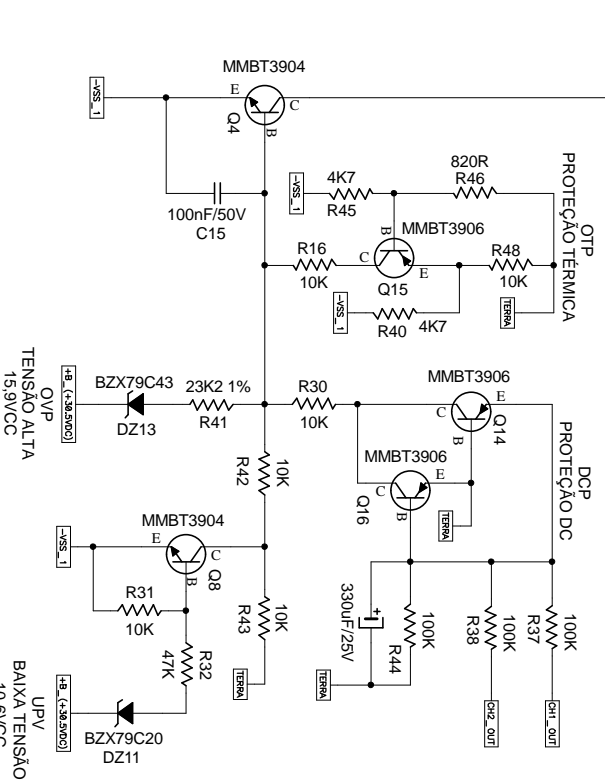 MMBT3904
E
C
B
Q4
-VSS_1
100nF/50V
C15
820R
R46
4K7
R45
-VSS_1
MMBT3906
B
C
E
Q15
R16
10K
R48
10K
TERRA
-VSS_1
R40
4K7
OTP
PROTEÇÃO TÉRMICA
BZX79C43
DZ13
23K2 1%
R41
+B_(+30.5VDC)
OVP
TENSÃO ALTA
15,9VCC
R30
10K
MMBT3906
E
C
B
Q14
MMBT3906
E
C
B
Q16
TERRA
DCP
PROTEÇÃO DC
10K
R42
MMBT3904
E
C
B
Q8
-VSS_1
R31
10K
R32
47K
10K
R43
TERRA
330uF/25V
+
100K
R44
TERRA
100K
R38
CH2_OUT
100K
R37
CH1_OUT
+B_(+30.5VDC)
BZX79C20
DZ11
UPV
BAIXA TENSÃO